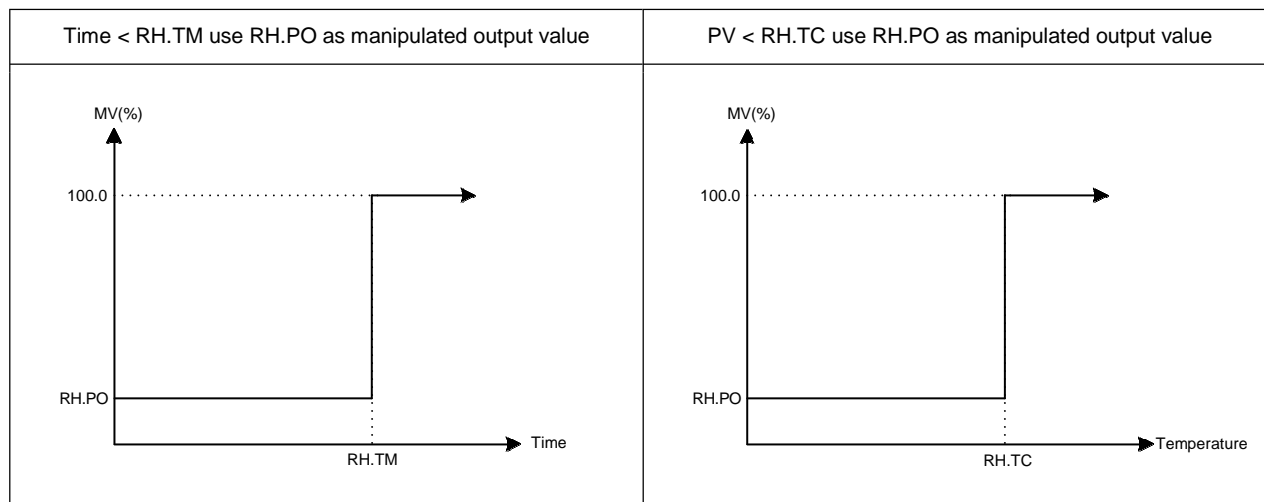 Time < RH.TM use RH.PO as manipulated output value
PV < RH.TC use RH.PO as manipulated output value
MV(%)
100.0
RH.PO
RH.TM
Time
MV(%)
100.0
RH.PO
RH.TC
Temperature